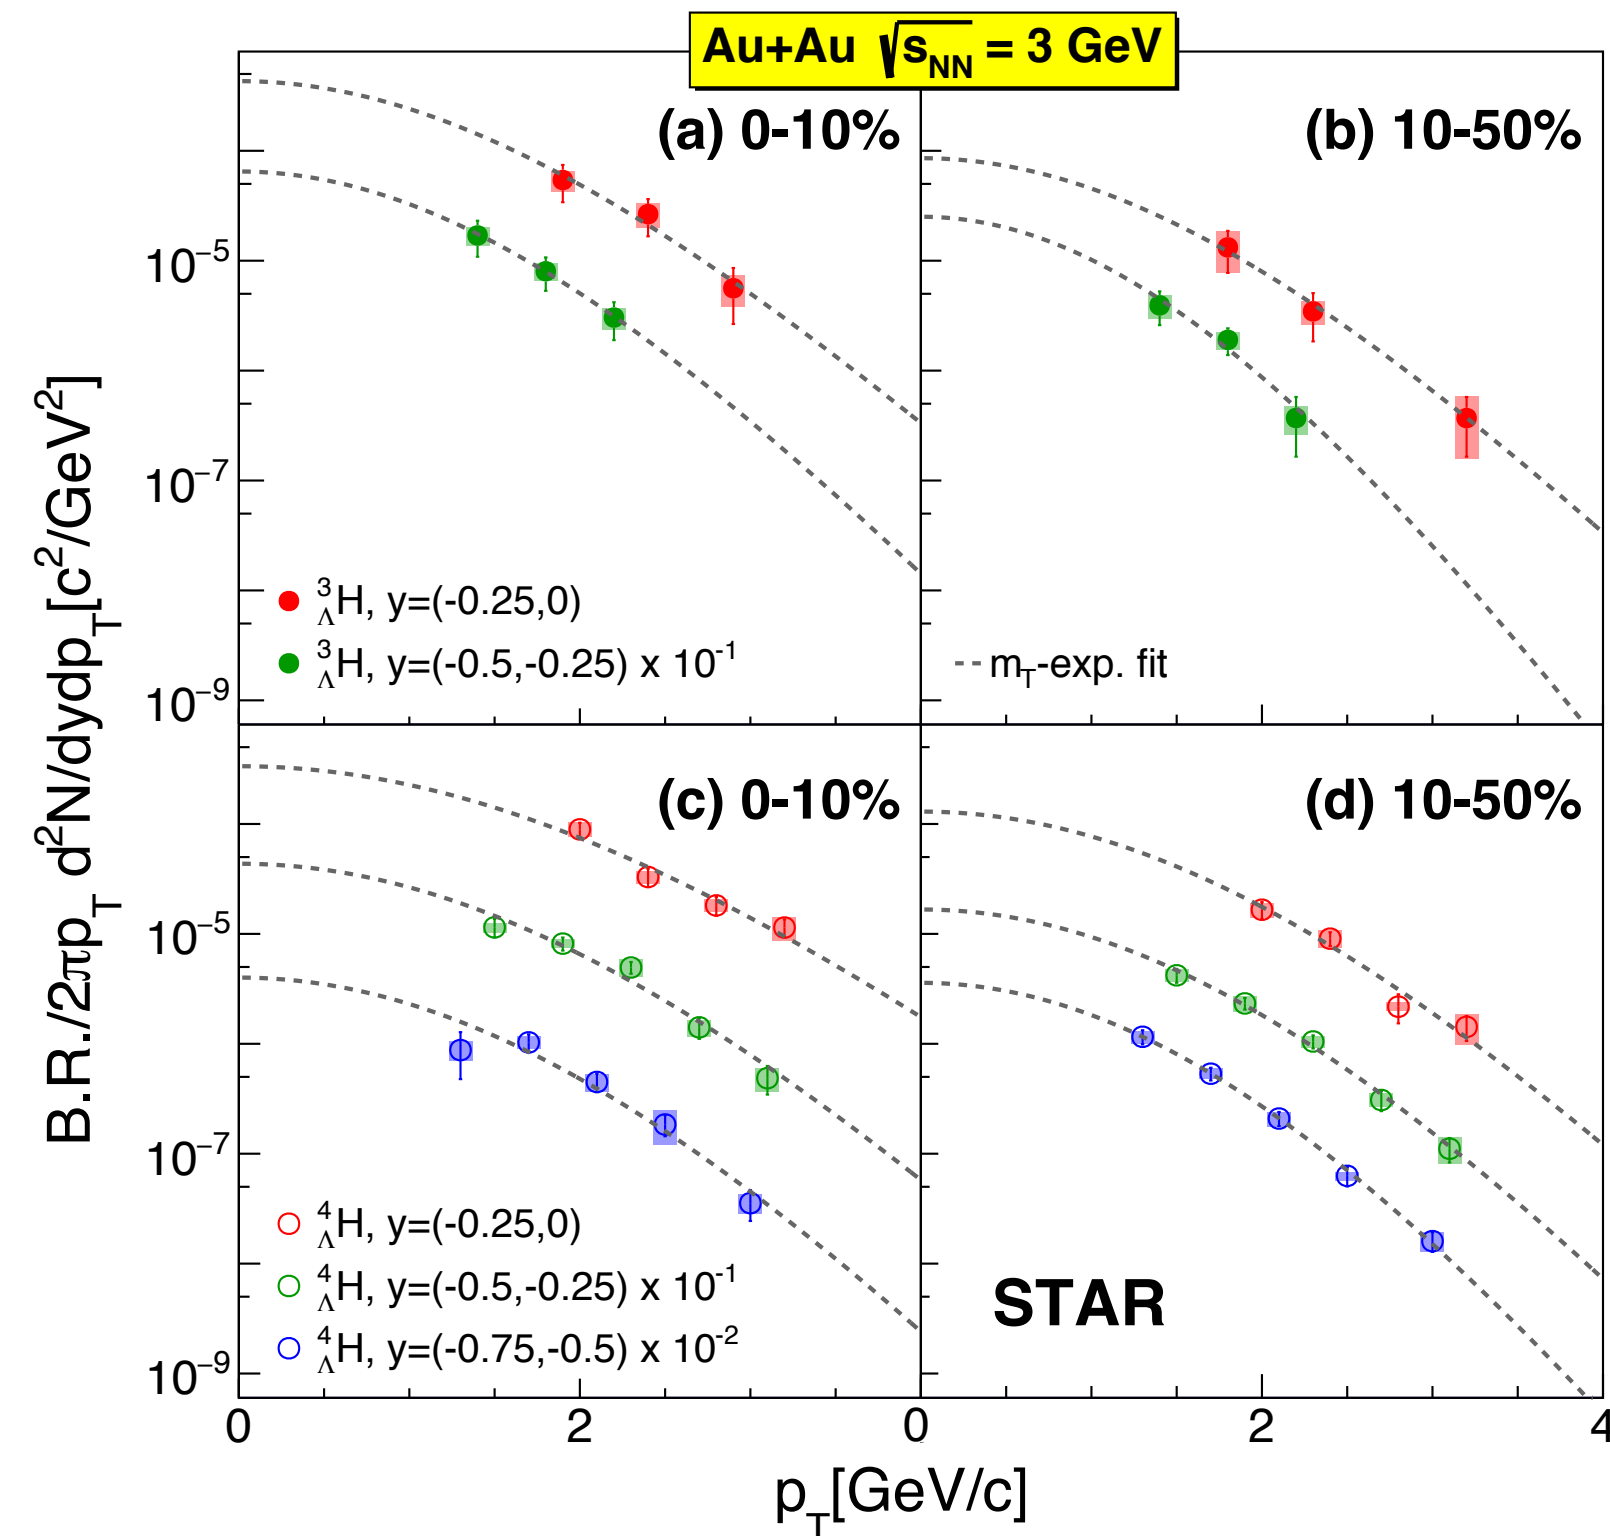 Au+Au √sNN = 3 GeV
(a) 0-10%
(b) 10-50%
B.R./2πpT d²N/dydpT[c²/GeV²]
10⁻⁵
10⁻⁷
10⁻⁹
³ΛH, y=(-0.25,0)
³ΛH, y=(-0.5,-0.25) x 10⁻¹
mT-exp. fit
(c) 0-10%
(d) 10-50%
10⁻⁵
10⁻⁷
10⁻⁹
⁴ΛH, y=(-0.25,0)
⁴ΛH, y=(-0.5,-0.25) x 10⁻¹
⁴ΛH, y=(-0.75,-0.5) x 10⁻²
STAR
0 2 0 2 4
pT[GeV/c]